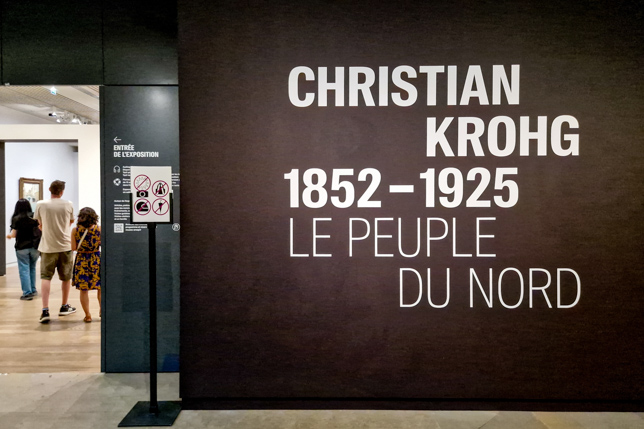 ENTRÉE
DE L'EXPOSITION
CHRISTIAN
KROHG
1852–1925
LE PEUPLE
DU NORD